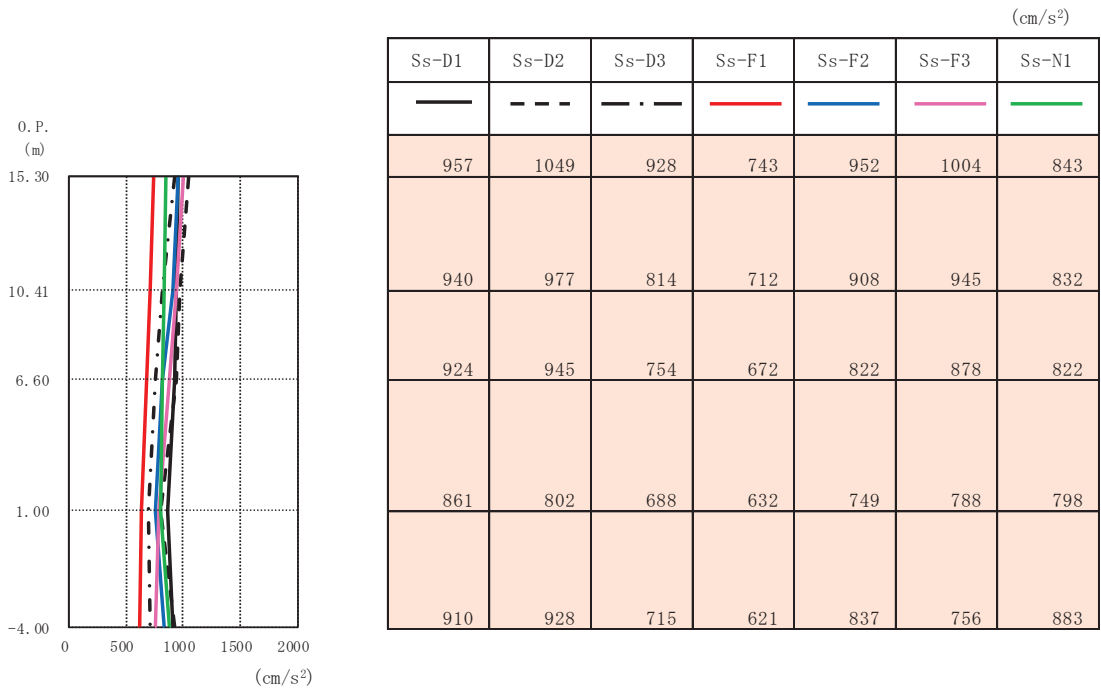 (cm/s²)
Ss-D1 Ss-D2 Ss-D3 Ss-F1 Ss-F2 Ss-F3 Ss-N1
O.P.
(m)
957 1049 928 743 952 1004 843
15.30
940 977 814 712 908 945 832
10.41
924 945 754 672 822 878 822
6.60
861 802 688 632 749 788 798
1.00
910 928 715 621 837 756 883
-4.00
0 500 1000 1500 2000
(cm/s²)